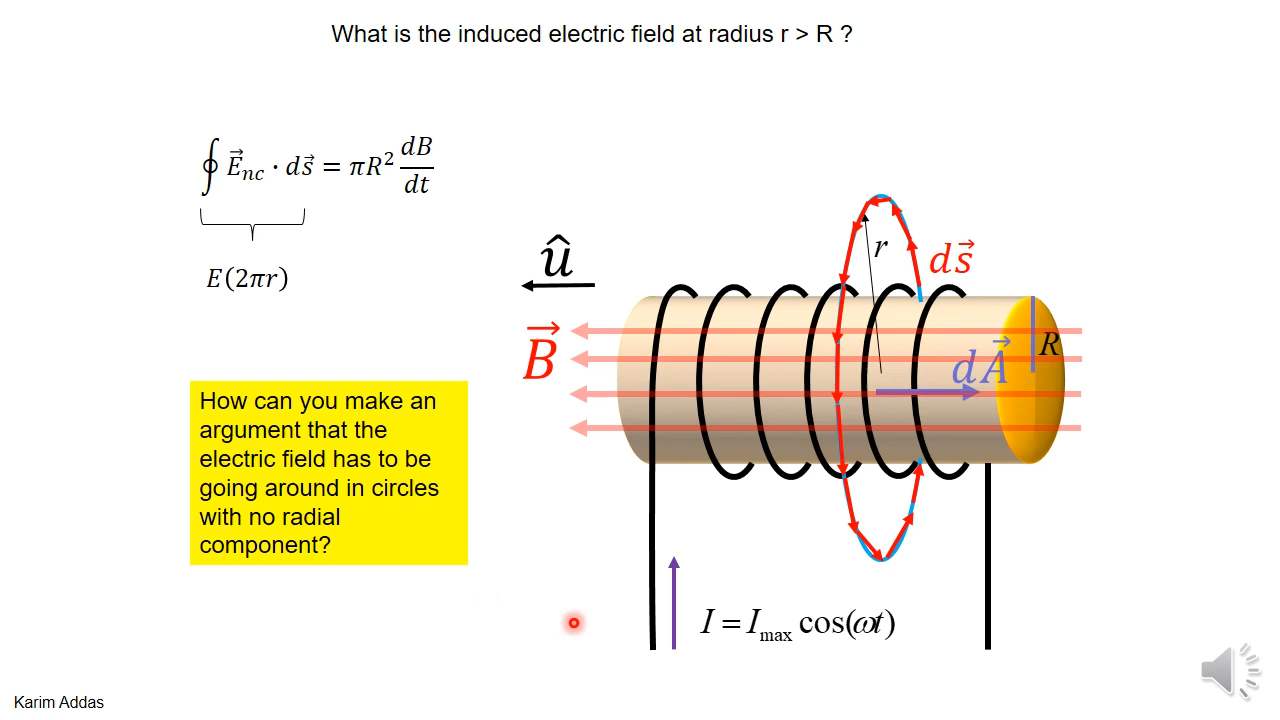 What is the induced electric field at radius r > R ?
∮ E⃗nc · ds⃗ = πR² dB/dt
E(2πr)
û
B⃗
r
ds⃗
dA⃗
R
How can you make an
argument that the
electric field has to be
going around in circles
with no radial
component?
I = Imax cos(ωt)
Karim Addas